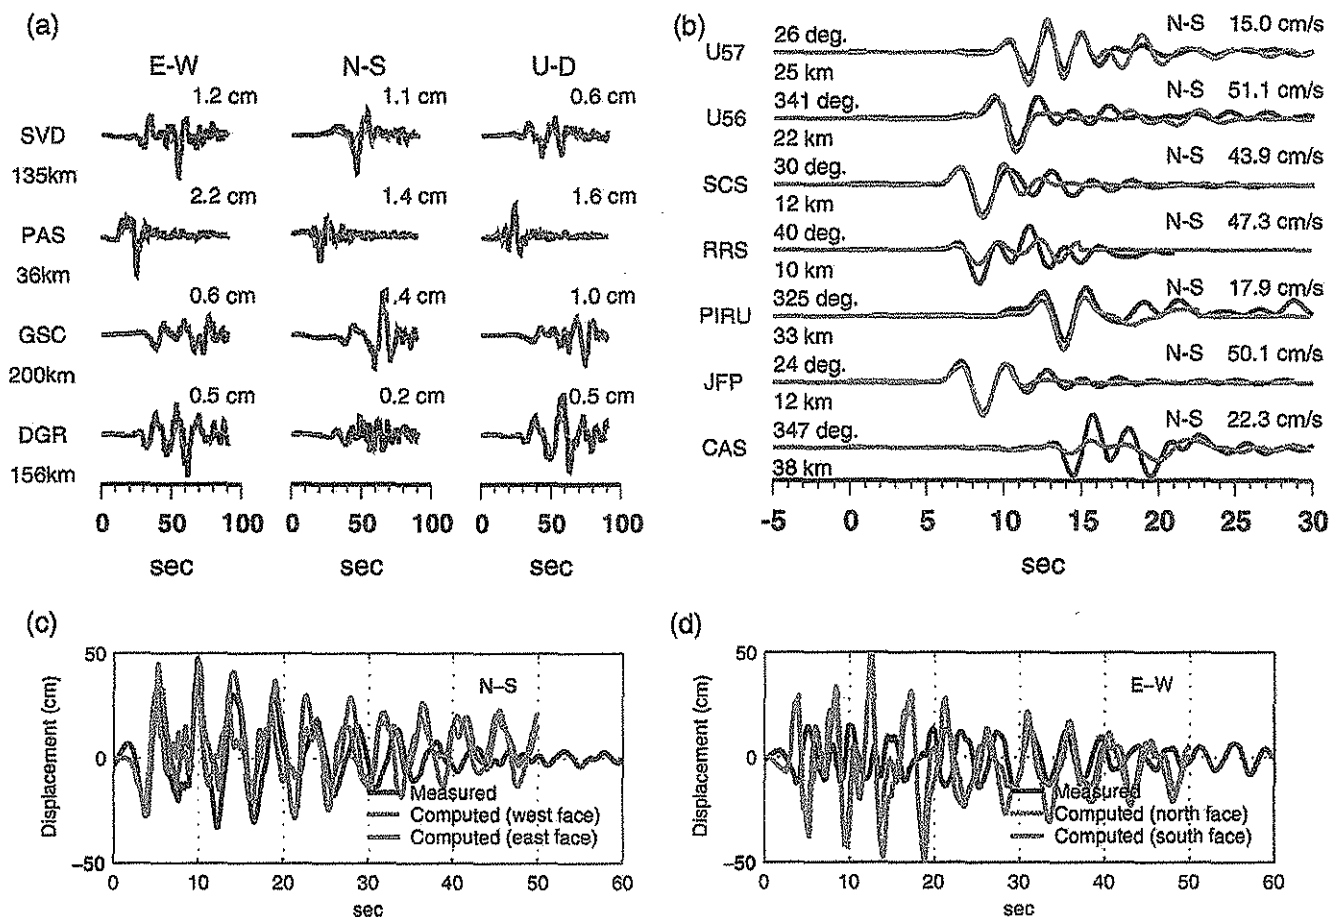 (a)
E-W N-S U-D
1.2 cm 1.1 cm 0.6 cm
SVD
135km
2.2 cm 1.4 cm 1.6 cm
PAS
36km
0.6 cm 1.4 cm 1.0 cm
GSC
200km
0.5 cm 0.2 cm 0.5 cm
DGR
156km
0 50 100 0 50 100 0 50 100
sec sec sec
(b)
26 deg. N-S 15.0 cm/s
U57
25 km
341 deg. N-S 51.1 cm/s
U56
22 km
30 deg. N-S 43.9 cm/s
SCS
12 km
40 deg. N-S 47.3 cm/s
RRS
10 km
325 deg. N-S 17.9 cm/s
PIRU
33 km
24 deg. N-S 50.1 cm/s
JFP
12 km
347 deg. N-S 22.3 cm/s
CAS
38 km
-5 0 5 10 15 20 25 30
sec
(c)
50
N–S
Displacement (cm)
0
Measured
Computed (west face)
Computed (east face)
–50
0 10 20 30 40 50 60
sec
(d)
50
E–W
Displacement (cm)
0
Measured
Computed (north face)
Computed (south face)
–50
0 10 20 30 40 50 60
sec